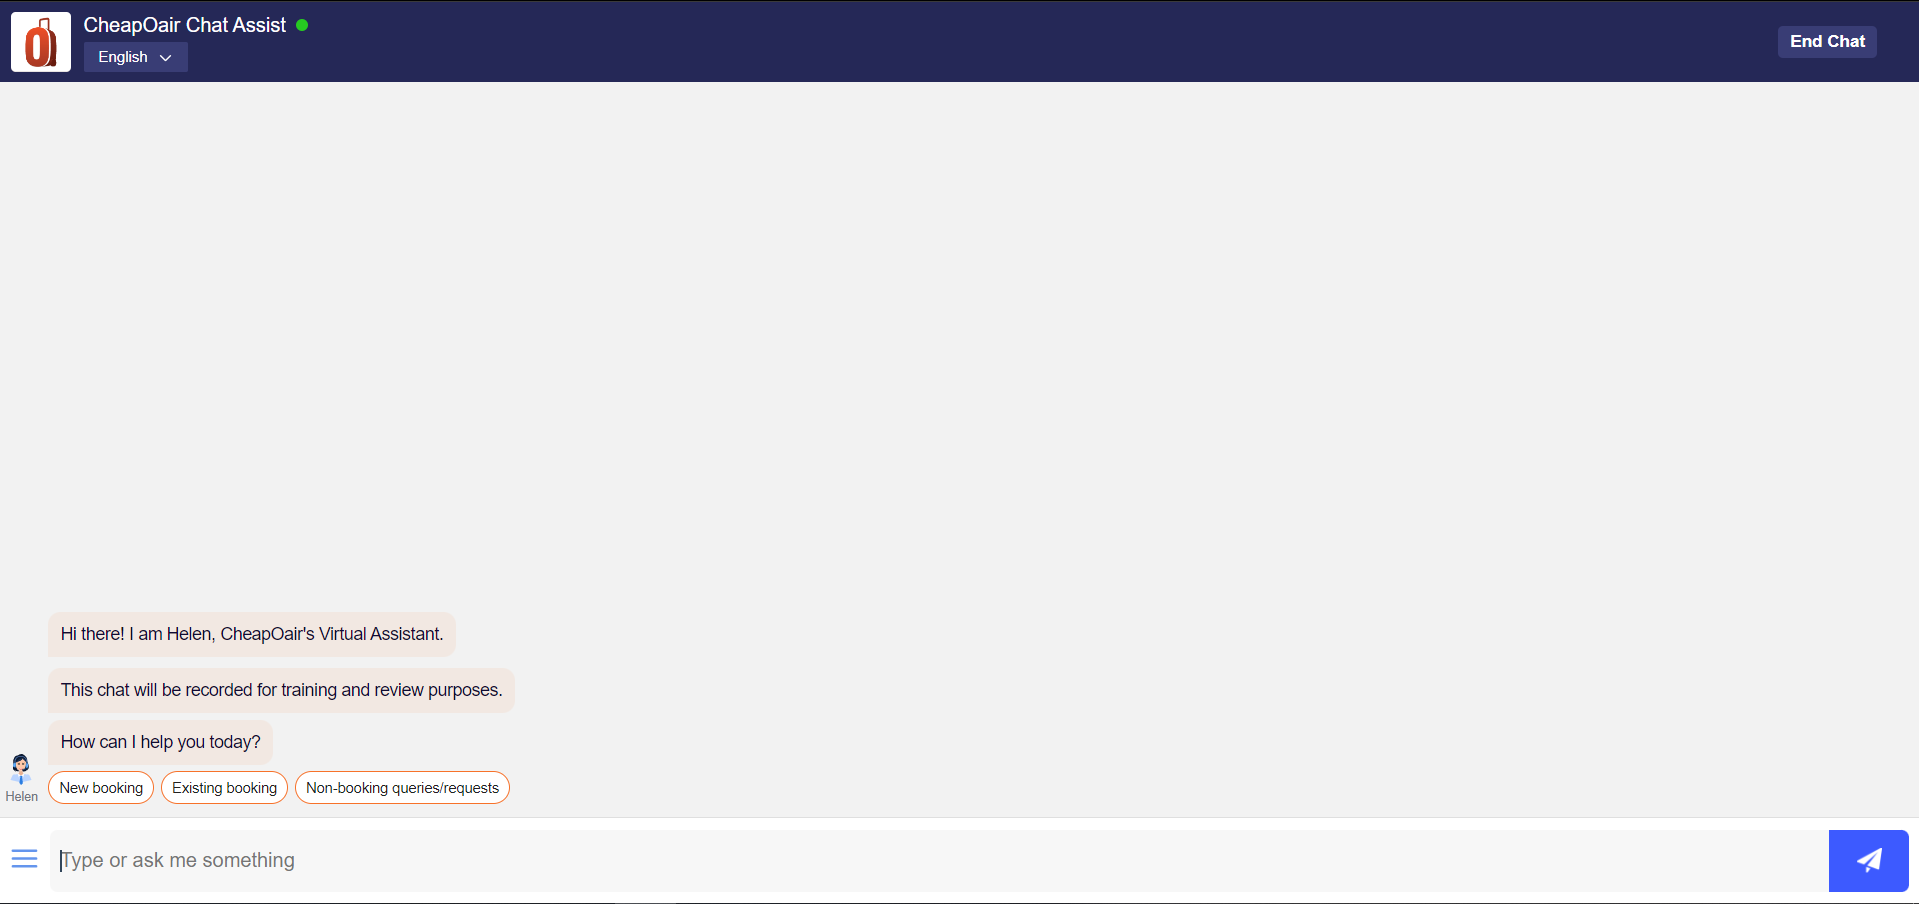 CheapOair Chat Assist
English
End Chat
Hi there! I am Helen, CheapOair's Virtual Assistant.
This chat will be recorded for training and review purposes.
How can I help you today?
Helen
New booking
Existing booking
Non-booking queries/requests
Type or ask me something